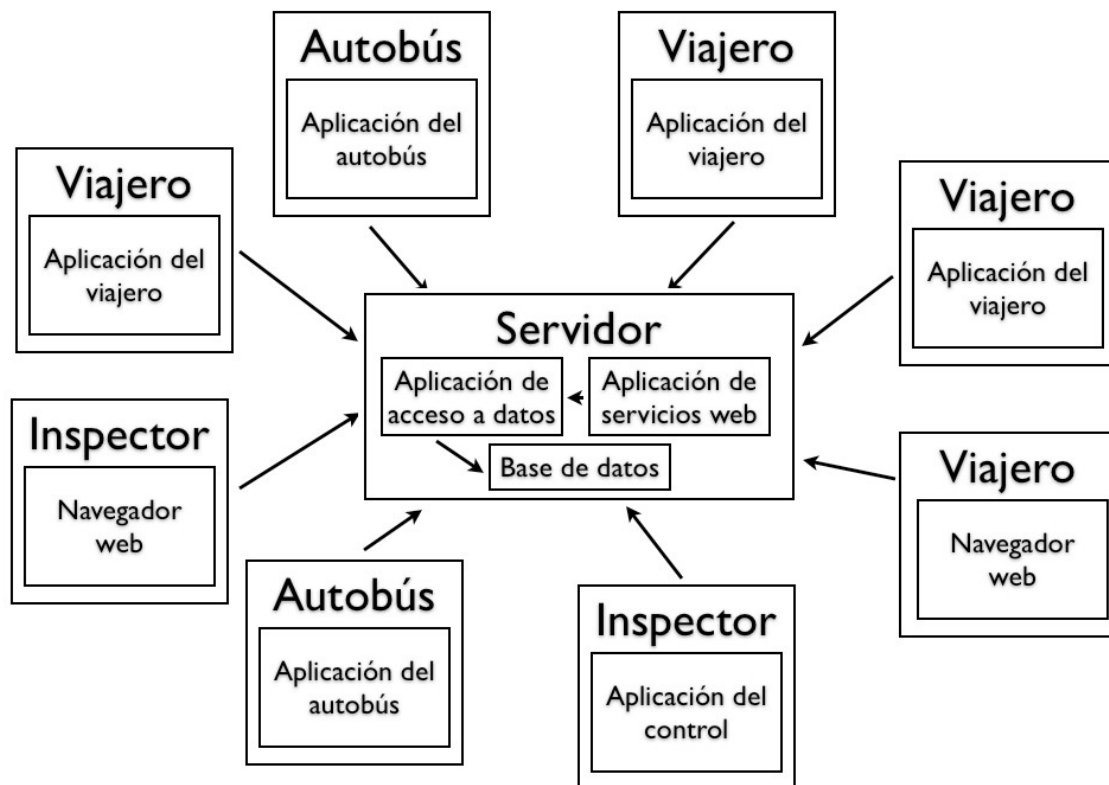 Autobús
Aplicación del
autobús
Viajero
Aplicación del
viajero
Viajero
Aplicación del
viajero
Viajero
Aplicación del
viajero
Servidor
Aplicación de
acceso a datos
Aplicación de
servicios web
Base de datos
Inspector
Navegador
web
Viajero
Navegador
web
Autobús
Aplicación del
autobús
Inspector
Aplicación del
control